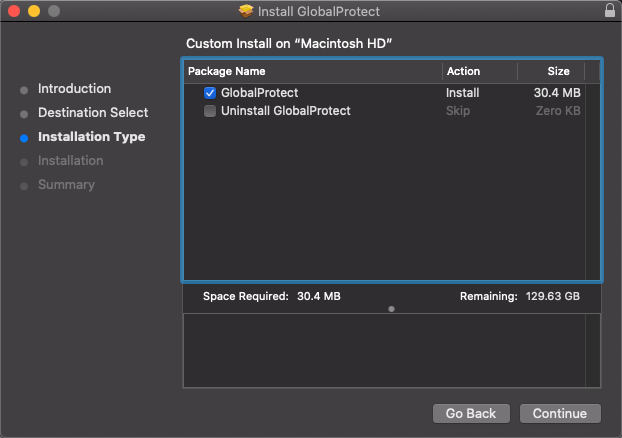 Install GlobalProtect
Custom Install on “Macintosh HD”
Introduction
Destination Select
Installation Type
Installation
Summary
Package Name Action Size
GlobalProtect Install 30.4 MB
Uninstall GlobalProtect Skip Zero KB
Space Required: 30.4 MB Remaining: 129.63 GB
Go Back Continue